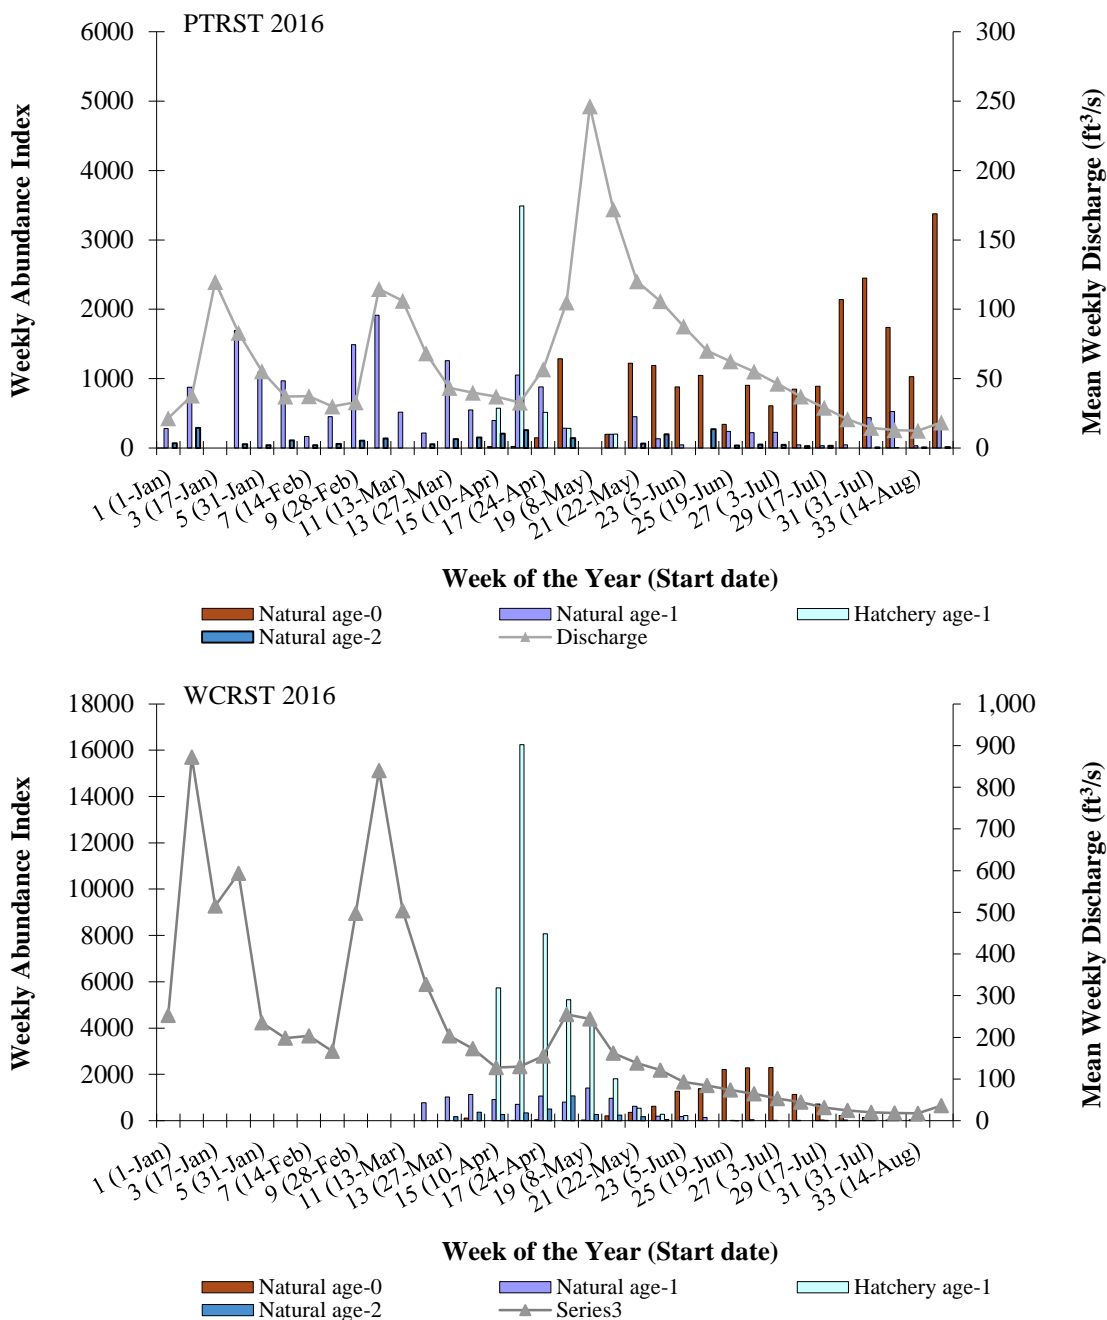 PTRST 2016
6000
5000
4000
3000
2000
1000
0
300
250
200
150
100
50
0
Weekly Abundance Index
Mean Weekly Discharge (ft³/s)
1 (1-Jan)
3 (17-Jan)
5 (31-Jan)
7 (14-Feb)
9 (28-Feb)
11 (13-Mar)
13 (27-Mar)
15 (10-Apr)
17 (24-Apr)
19 (8-May)
21 (22-May)
23 (5-Jun)
25 (19-Jun)
27 (3-Jul)
29 (17-Jul)
31 (31-Jul)
33 (14-Aug)
Week of the Year (Start date)
Natural age-0 Natural age-1 Hatchery age-1
Natural age-2 Discharge
WCRST 2016
18000
16000
14000
12000
10000
8000
6000
4000
2000
0
1,000
900
800
700
600
500
400
300
200
100
0
Weekly Abundance Index
Mean Weekly Discharge (ft³/s)
1 (1-Jan)
3 (17-Jan)
5 (31-Jan)
7 (14-Feb)
9 (28-Feb)
11 (13-Mar)
13 (27-Mar)
15 (10-Apr)
17 (24-Apr)
19 (8-May)
21 (22-May)
23 (5-Jun)
25 (19-Jun)
27 (3-Jul)
29 (17-Jul)
31 (31-Jul)
33 (14-Aug)
Week of the Year (Start date)
Natural age-0 Natural age-1 Hatchery age-1
Natural age-2 Series3